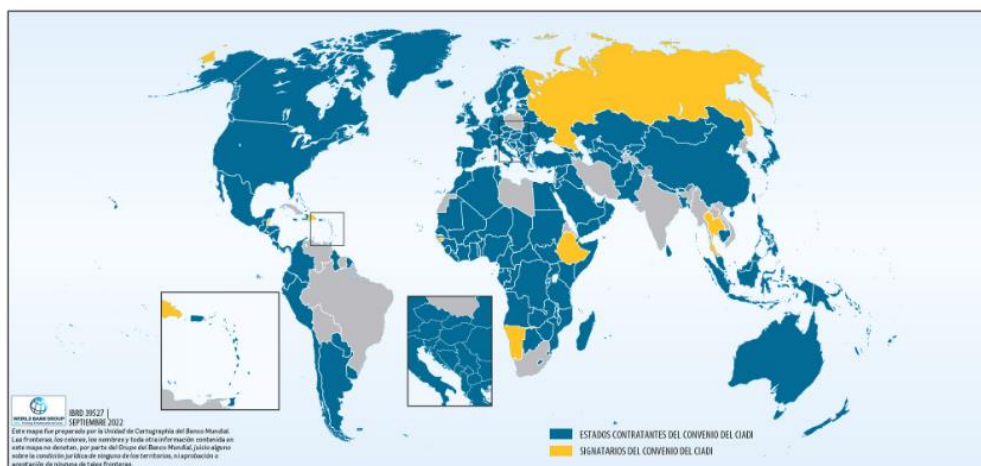 WORLD BANK GROUP
IBRD 39527 |
SEPTIEMBRE 2022
Este mapa fue preparado por la Unidad de Cartographía del Banco Mundial.
Las fronteras, los colores, los nombres y toda otra información contenida en
este mapa no denotan, por parte del Grupo del Banco Mundial, juicio alguno
sobre la condición jurídica de ninguno de los territorios, ni aprobación o
aceptación de ninguna de tales fronteras.
ESTADOS CONTRATANTES DEL CONVENIO DEL CIADI
SIGNATARIOS DEL CONVENIO DEL CIADI